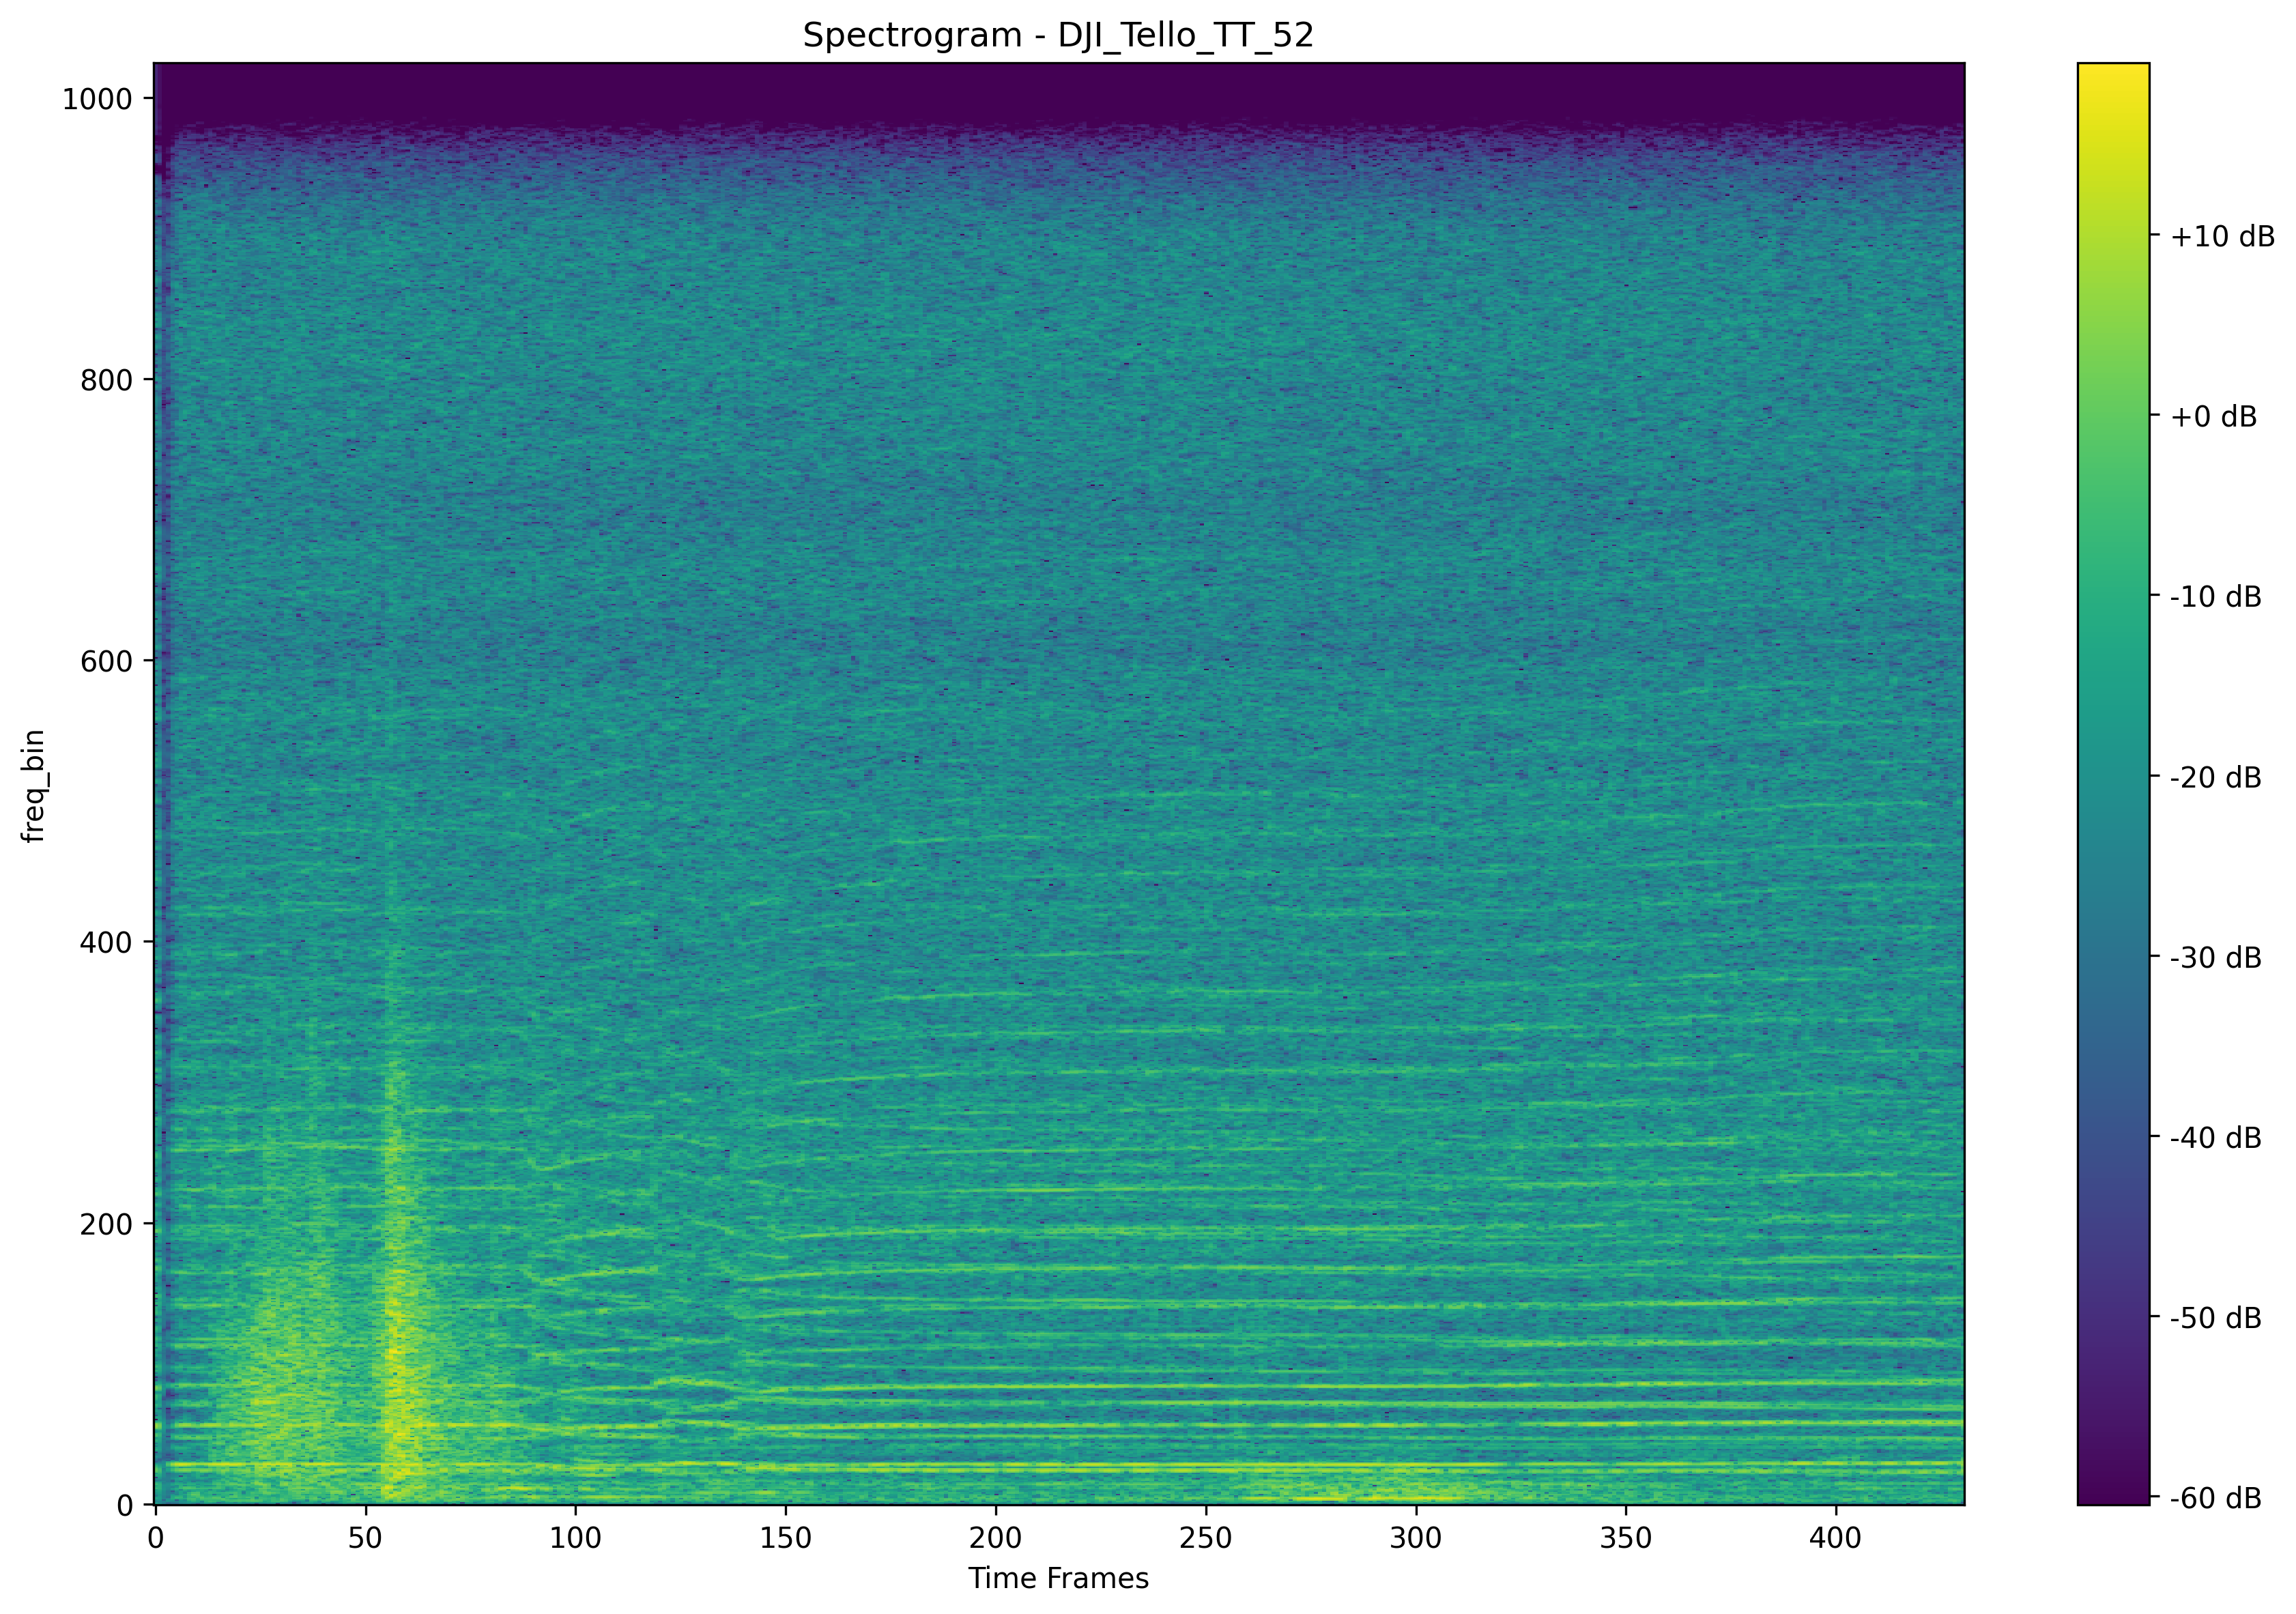 Spectrogram - DJI_Tello_TT_52
1000
800
600
400
200
0
freq_bin
0 50 100 150 200 250 300 350 400
Time Frames
+10 dB
+0 dB
-10 dB
-20 dB
-30 dB
-40 dB
-50 dB
-60 dB